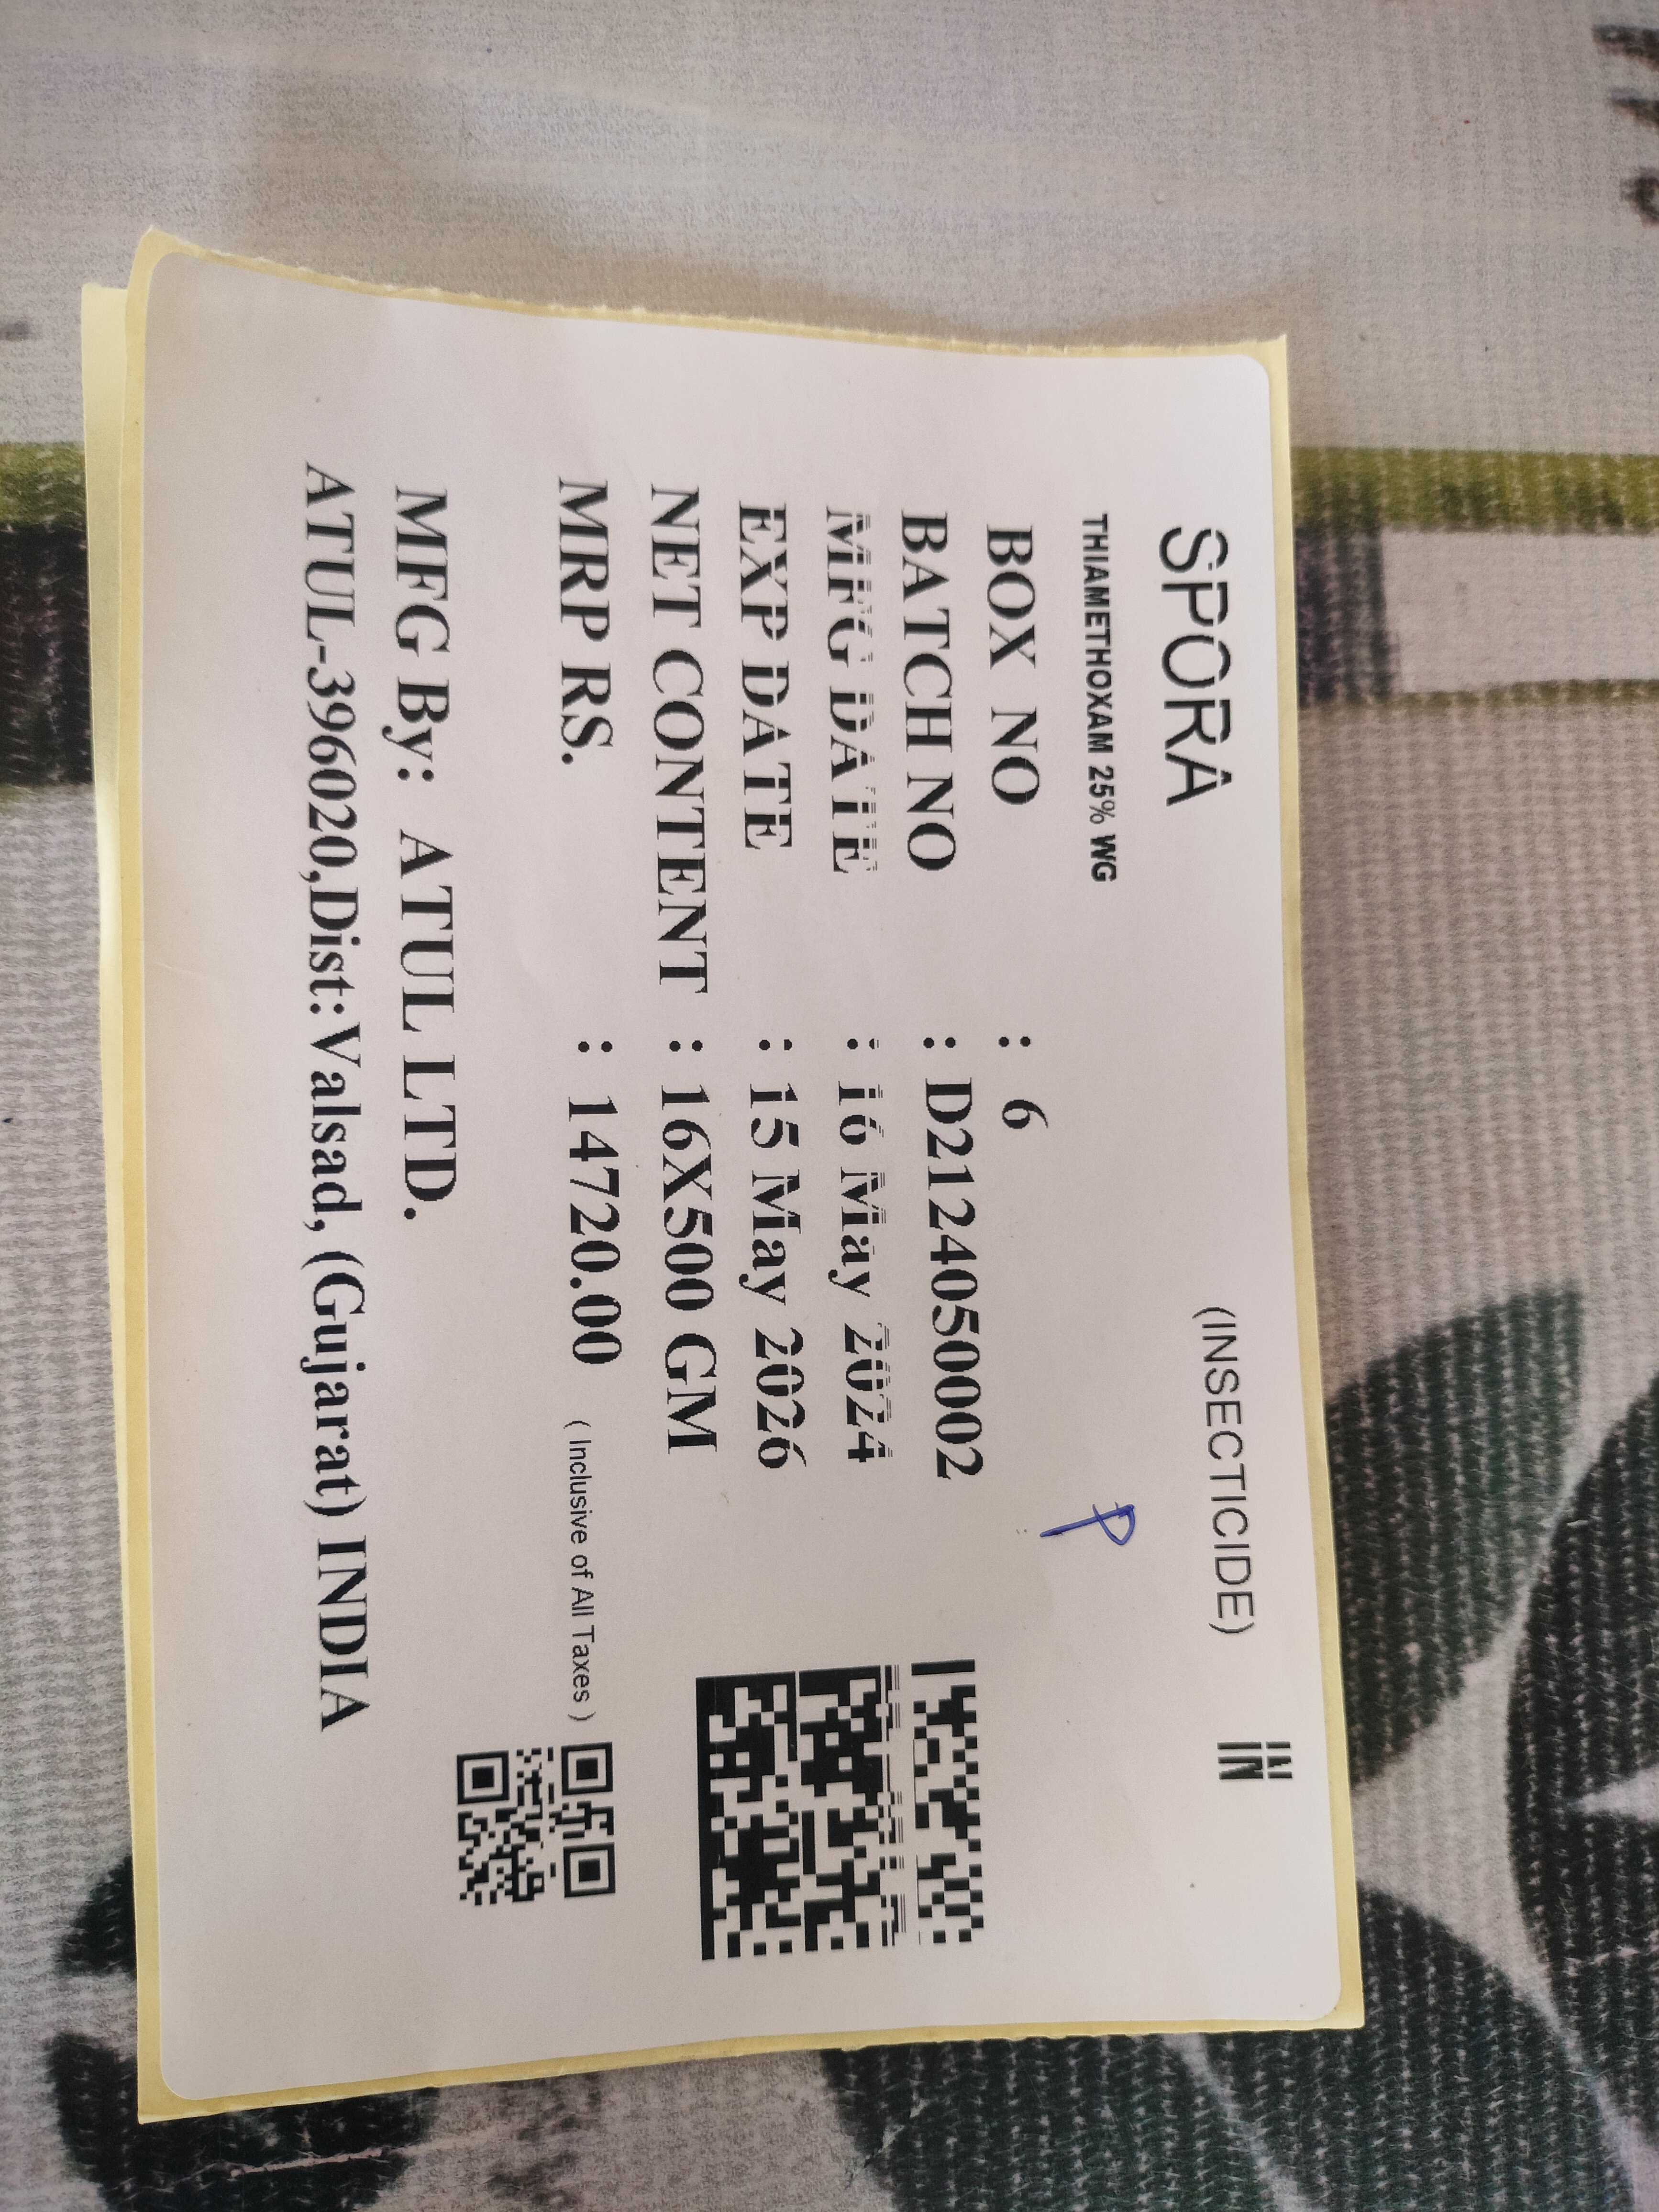 SPORA (INSECTICIDE) IN
THIAMETHOXAM 25% WG
P
BOX NO : 6
BATCH NO : D2124050002
MFG DATE : 16 May 2024
EXP DATE : 15 May 2026
NET CONTENT : 16X500 GM
MRP RS. : 14720.00 ( Inclusive of All Taxes )
MFG By: ATUL LTD.
ATUL-396020,Dist:Valsad, (Gujarat) INDIA